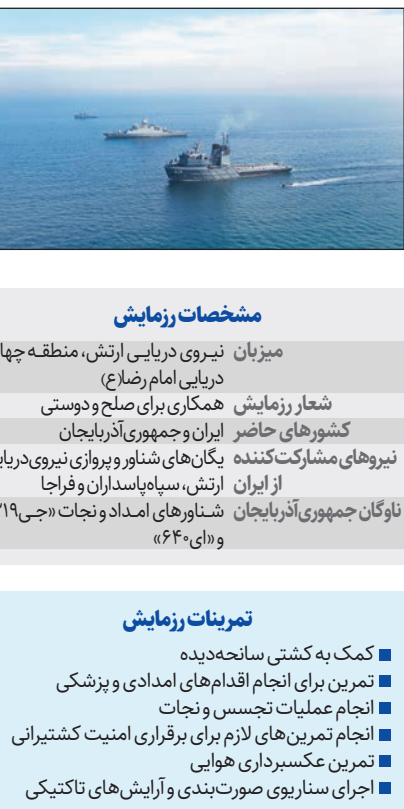 مشخصات رزمایش
میزبان نیروی دریایی ارتش، منطقه
دریایی امام رضا(ع)
شعار رزمایش همکاری برای صلح و دوستی
کشورهای حاضر ایران و جمهوری‌آذربایجان
نیروهای مشارکت‌کننده یگان‌های شناور و پروازی
از ایران ارتش، سپاه‌پاسداران و فراجا
ناوگان جمهوری‌آذربایجان شناورهای امداد و نجات
و «ای۶۴۰»
تمرینات رزمایش
■ کمک به کشتی سانحه‌دیده
■ تمرین برای انجام اقدام‌های امدادی و پزشکی
■ انجام عملیات تجسس و نجات
■ انجام تمرین‌های لازم برای برقراری امنیت کشتیرانی
■ تمرین عکسبرداری هوایی
■ اجرای سناریوی صورت‌بندی و آرایش‌های تاکتیکی